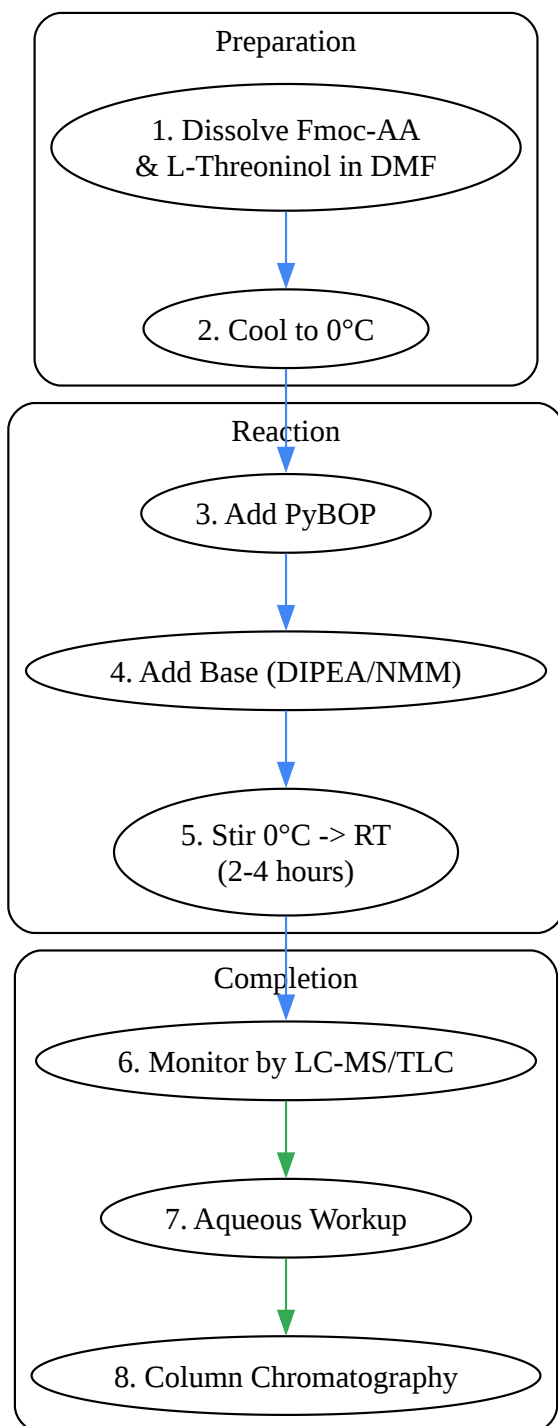 Preparation
1. Dissolve Fmoc-AA
& L-Threoninol in DMF
2. Cool to 0°C
Reaction
3. Add PyBOP
4. Add Base (DIPEA/NMM)
5. Stir 0°C -> RT
(2-4 hours)
Completion
6. Monitor by LC-MS/TLC
7. Aqueous Workup
8. Column Chromatography